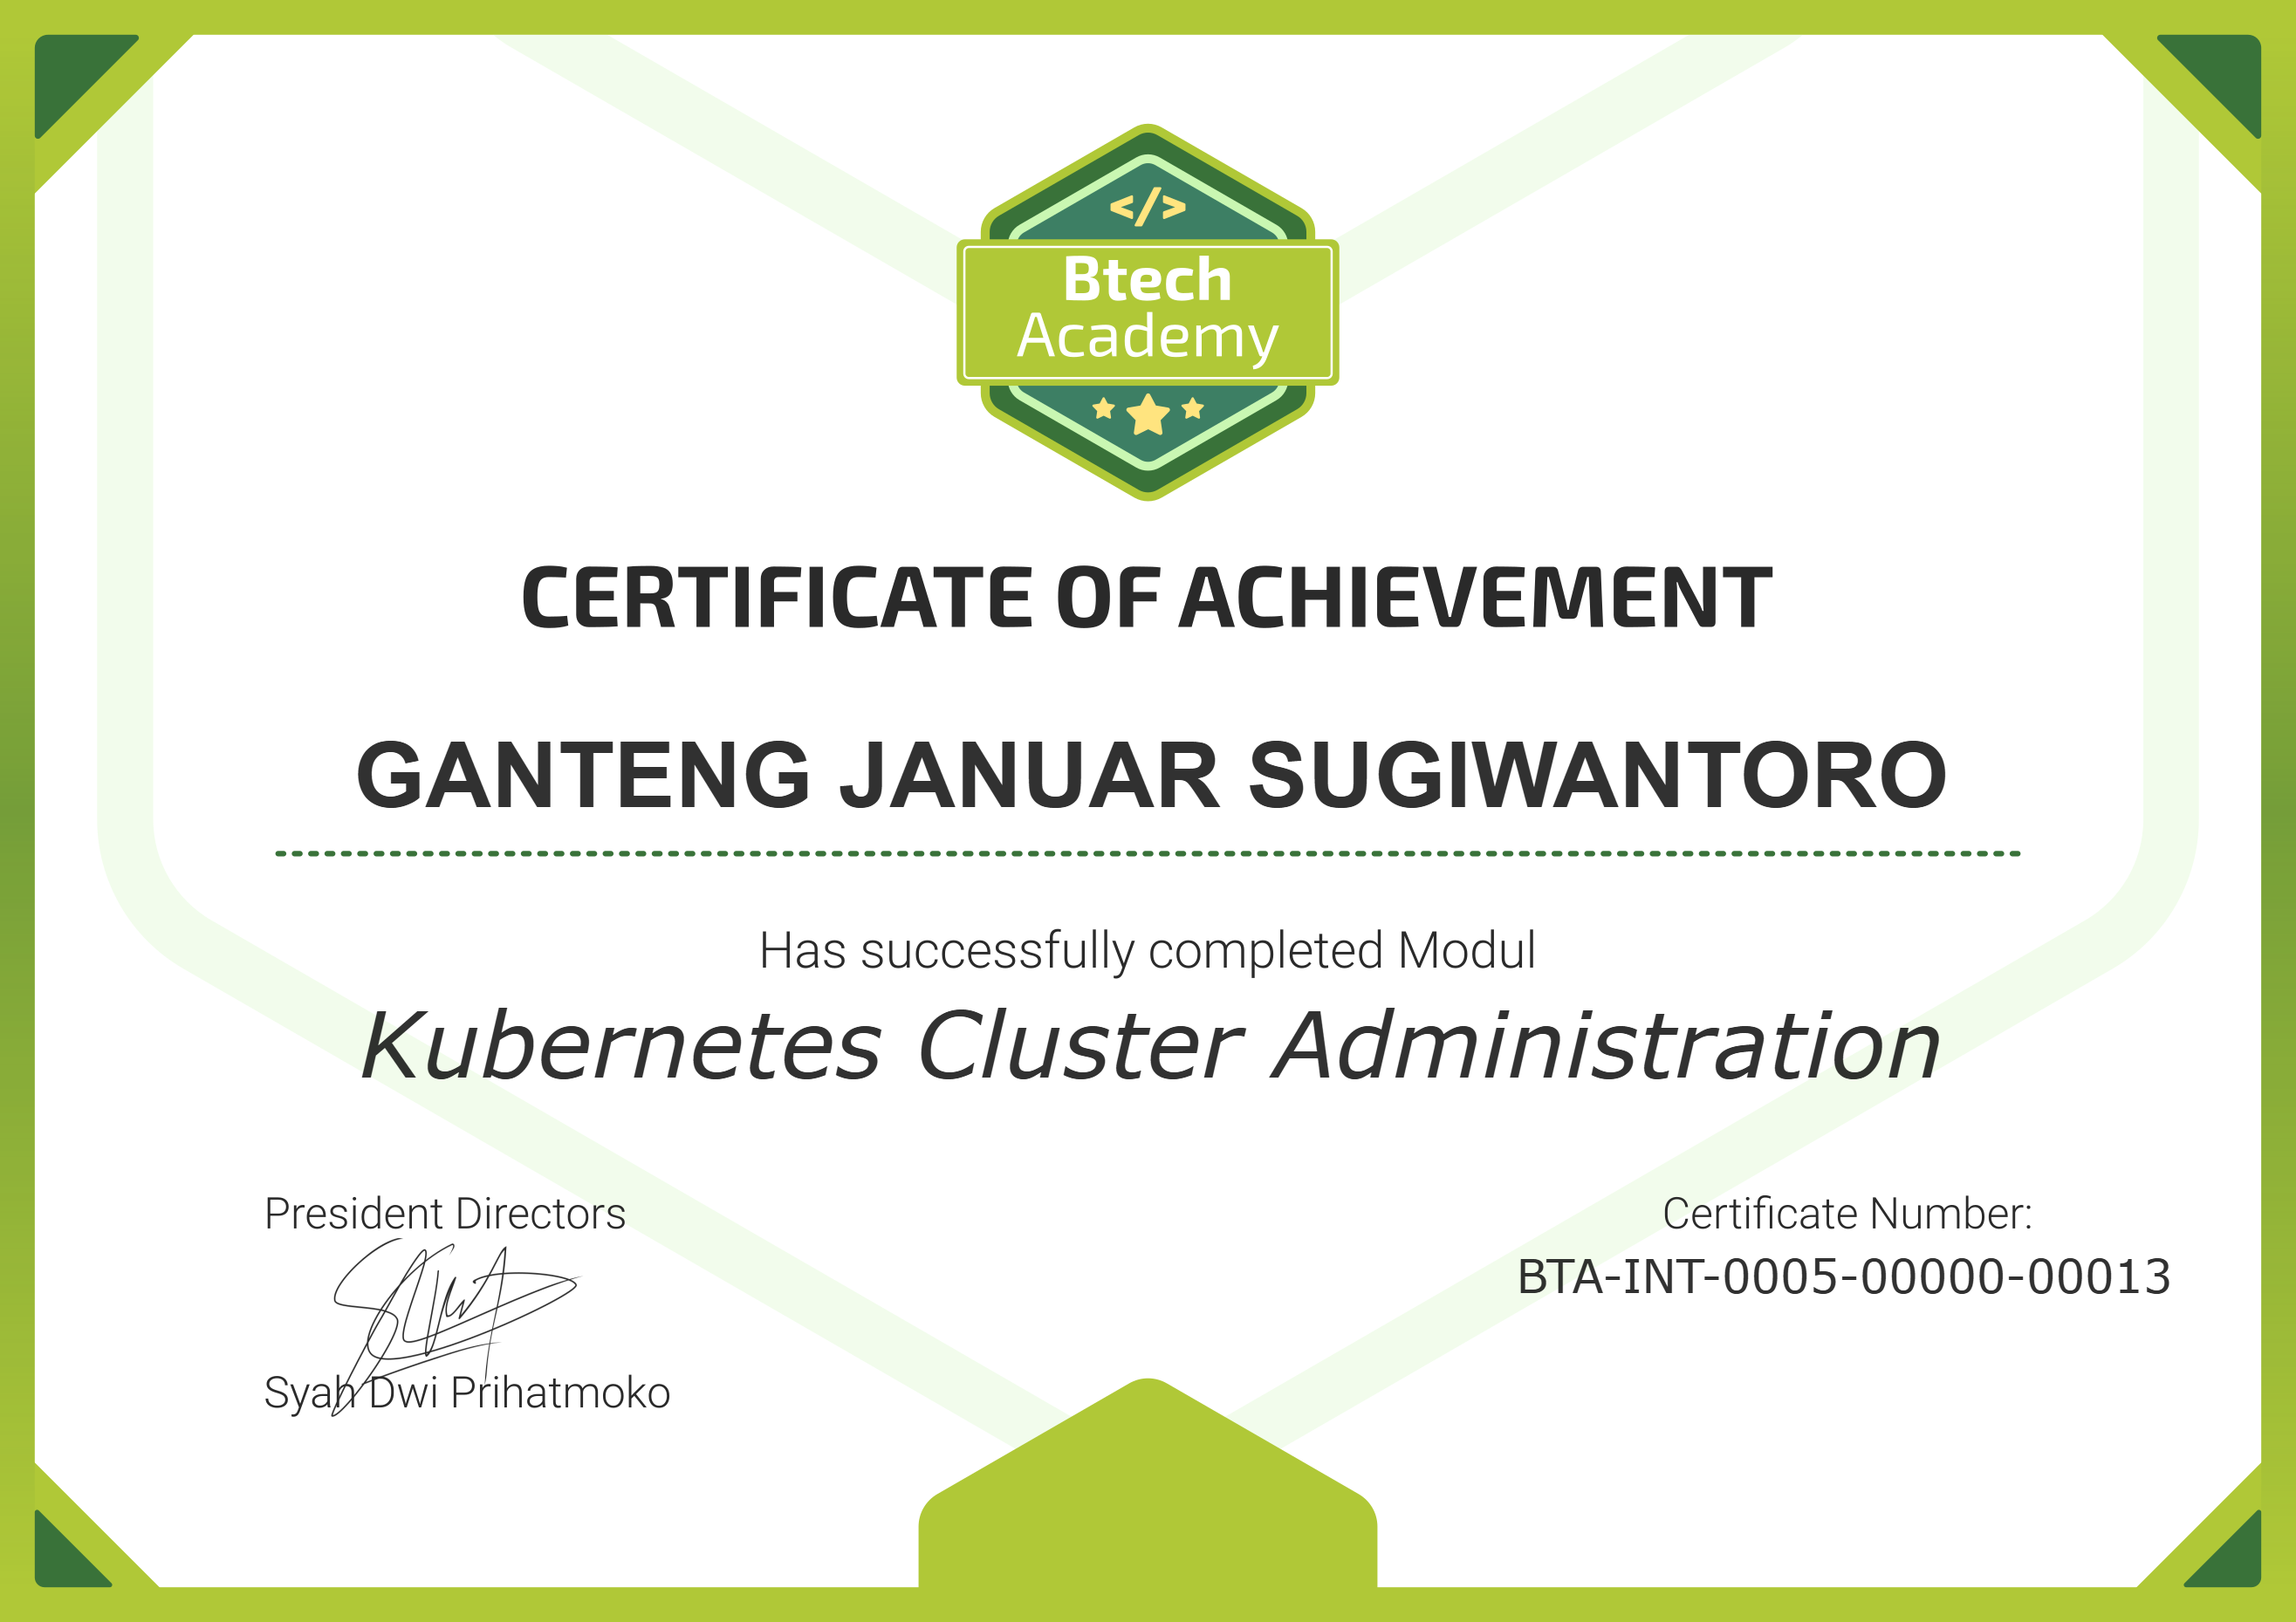 </>
Btech
Academy
CERTIFICATE OF ACHIEVEMENT
GANTENG JANUAR SUGIWANTORO
Has successfully completed Modul
Kubernetes Cluster Administration
President Directors
Syah Dwi Prihatmoko
Certificate Number:
BTA-INT-0005-00000-00013